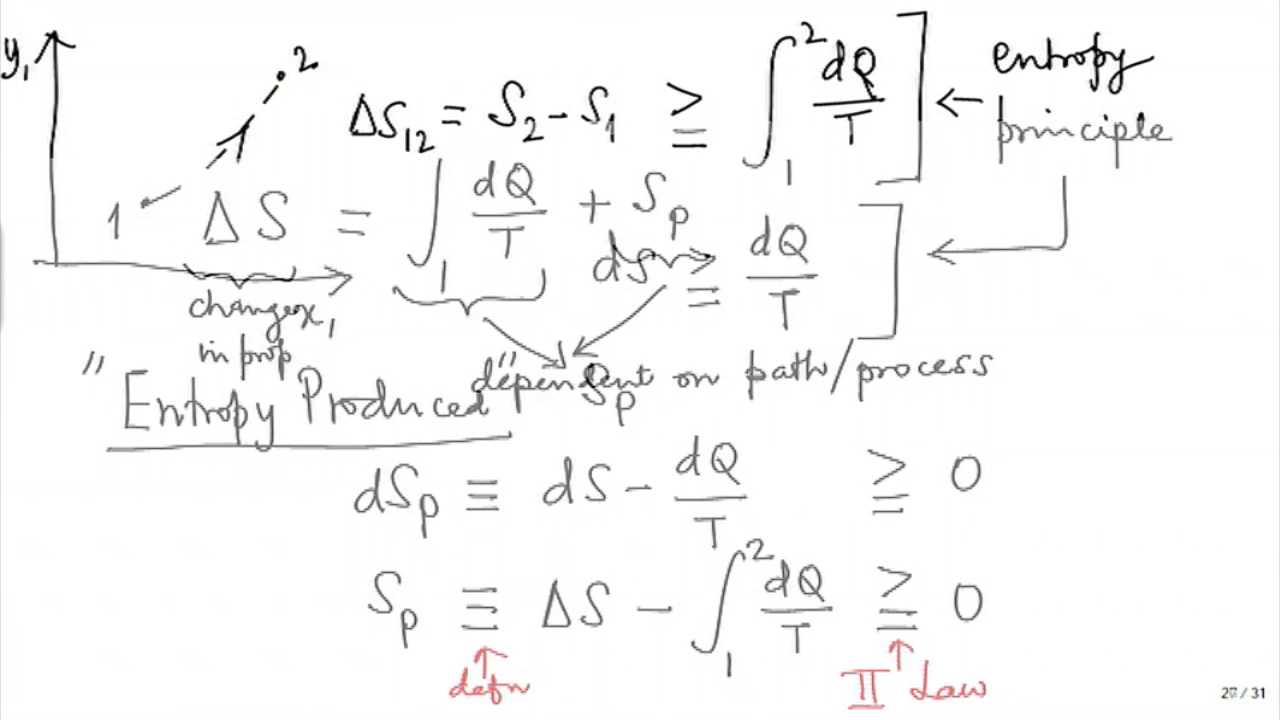 y₁
2
ΔS₁₂ = S₂ - S₁ ≥ ∫₁² dQ/T ] ← entropy principle
1
ΔS = ∫₁ dQ/T + Sₚ
dS ≥ dQ/T ]
change
x₁
in prop
dependent on path/process
"Entropy Produced" Sₚ
dSₚ ≡ dS - dQ/T ≥ 0
Sₚ ≡ ΔS - ∫₁² dQ/T ≥ 0
defn
II Law
/ 31